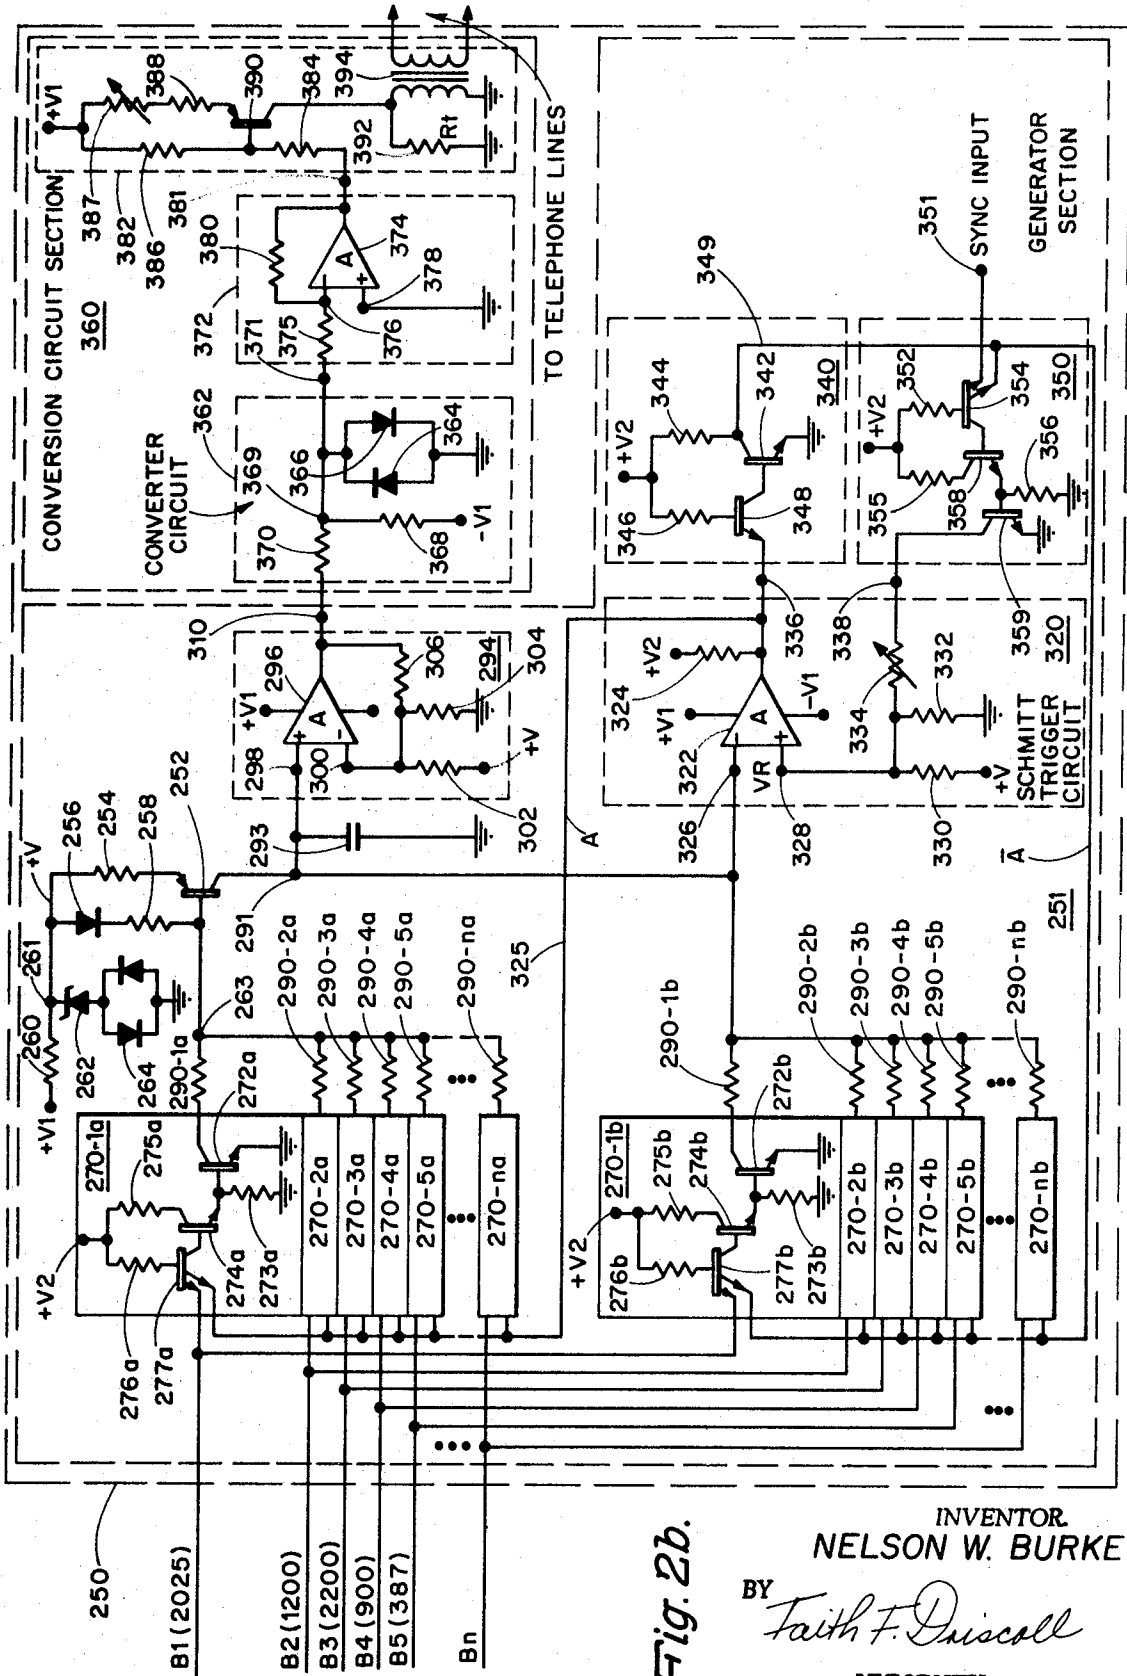 CONVERSION CIRCUIT SECTION
360
+V1
387
382
386
388
390
384
394
392
Rt
381
380
372
371
375
A
374
378
376
TO TELEPHONE LINES
CONVERTER
CIRCUIT
362
369
370
366
364
368
-V1
310
+V1
296
298
A
+
-
300
306
294
304
302
+V
293
291
252
258
254
256
+V
261
260
+V1
262
264
263
290-1a
290-2a
290-3a
290-4a
290-5a
290-na
325
A
270-1a
275a
272a
274a
273a
276a
277a
+V2
270-2a
270-3a
270-4a
270-5a
270-na
250
B1 (2025)
B2 (1200)
B3 (2200)
B4 (900)
B5 (387)
Bn
GENERATOR
SECTION
SYNC INPUT
351
349
344
342
340
+V2
346
348
352
354
350
+V2
355
358
356
359
336
338
320
324
+V2
+V1
322
A
-V1
-
+
VR
326
328
334
332
330
+V
SCHMITT
TRIGGER
CIRCUIT
A̅
251
290-1b
290-2b
290-3b
290-4b
290-5b
290-nb
270-1b
275b
274b
272b
276b
277b
273b
+V2
270-2b
270-3b
270-4b
270-5b
270-nb
Fig. 2b.
INVENTOR
NELSON W. BURKE
BY
Faith F. Driscoll